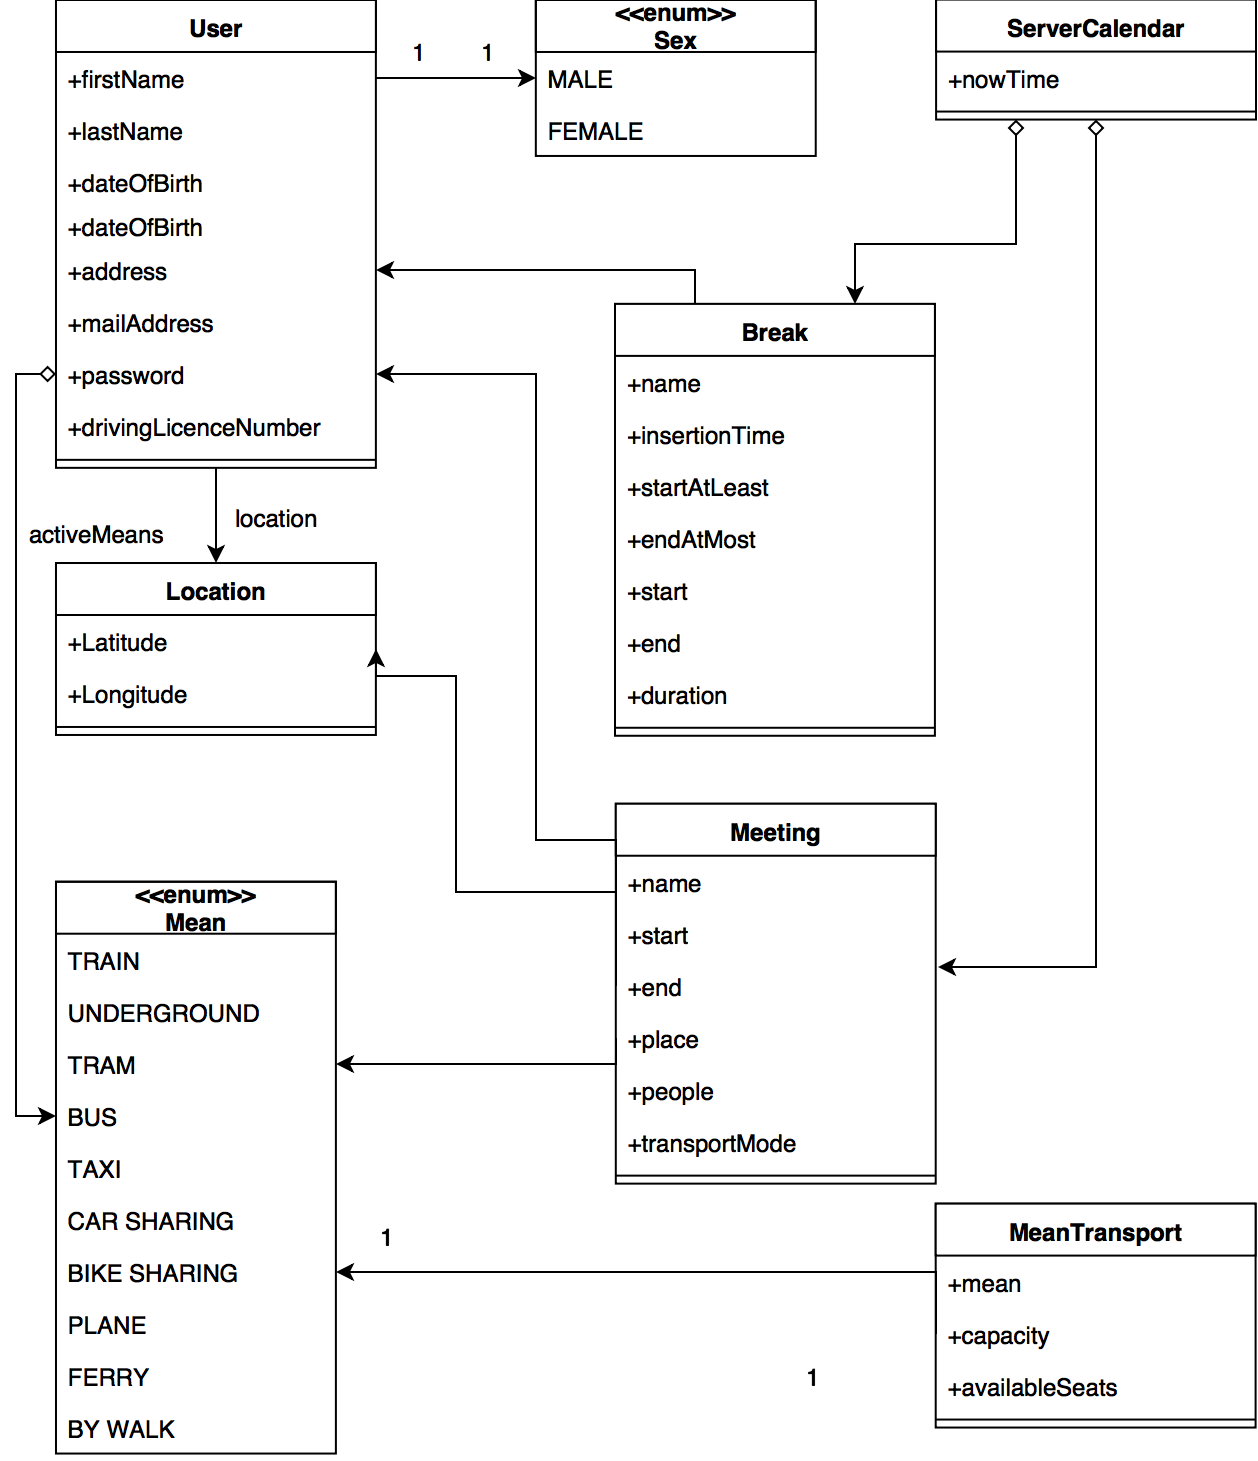 User
+firstName
+lastName
+dateOfBirth
+dateOfBirth
+address
+mailAddress
+password
+drivingLicenceNumber
1 1
<<enum>>
Sex
MALE
FEMALE
ServerCalendar
+nowTime
Break
+name
+insertionTime
+startAtLeast
+endAtMost
+start
+end
+duration
location
activeMeans
Location
+Latitude
+Longitude
Meeting
+name
+start
+end
+place
+people
+transportMode
<<enum>>
Mean
TRAIN
UNDERGROUND
TRAM
BUS
TAXI
CAR SHARING
BIKE SHARING
PLANE
FERRY
BY WALK
1
1
MeanTransport
+mean
+capacity
+availableSeats